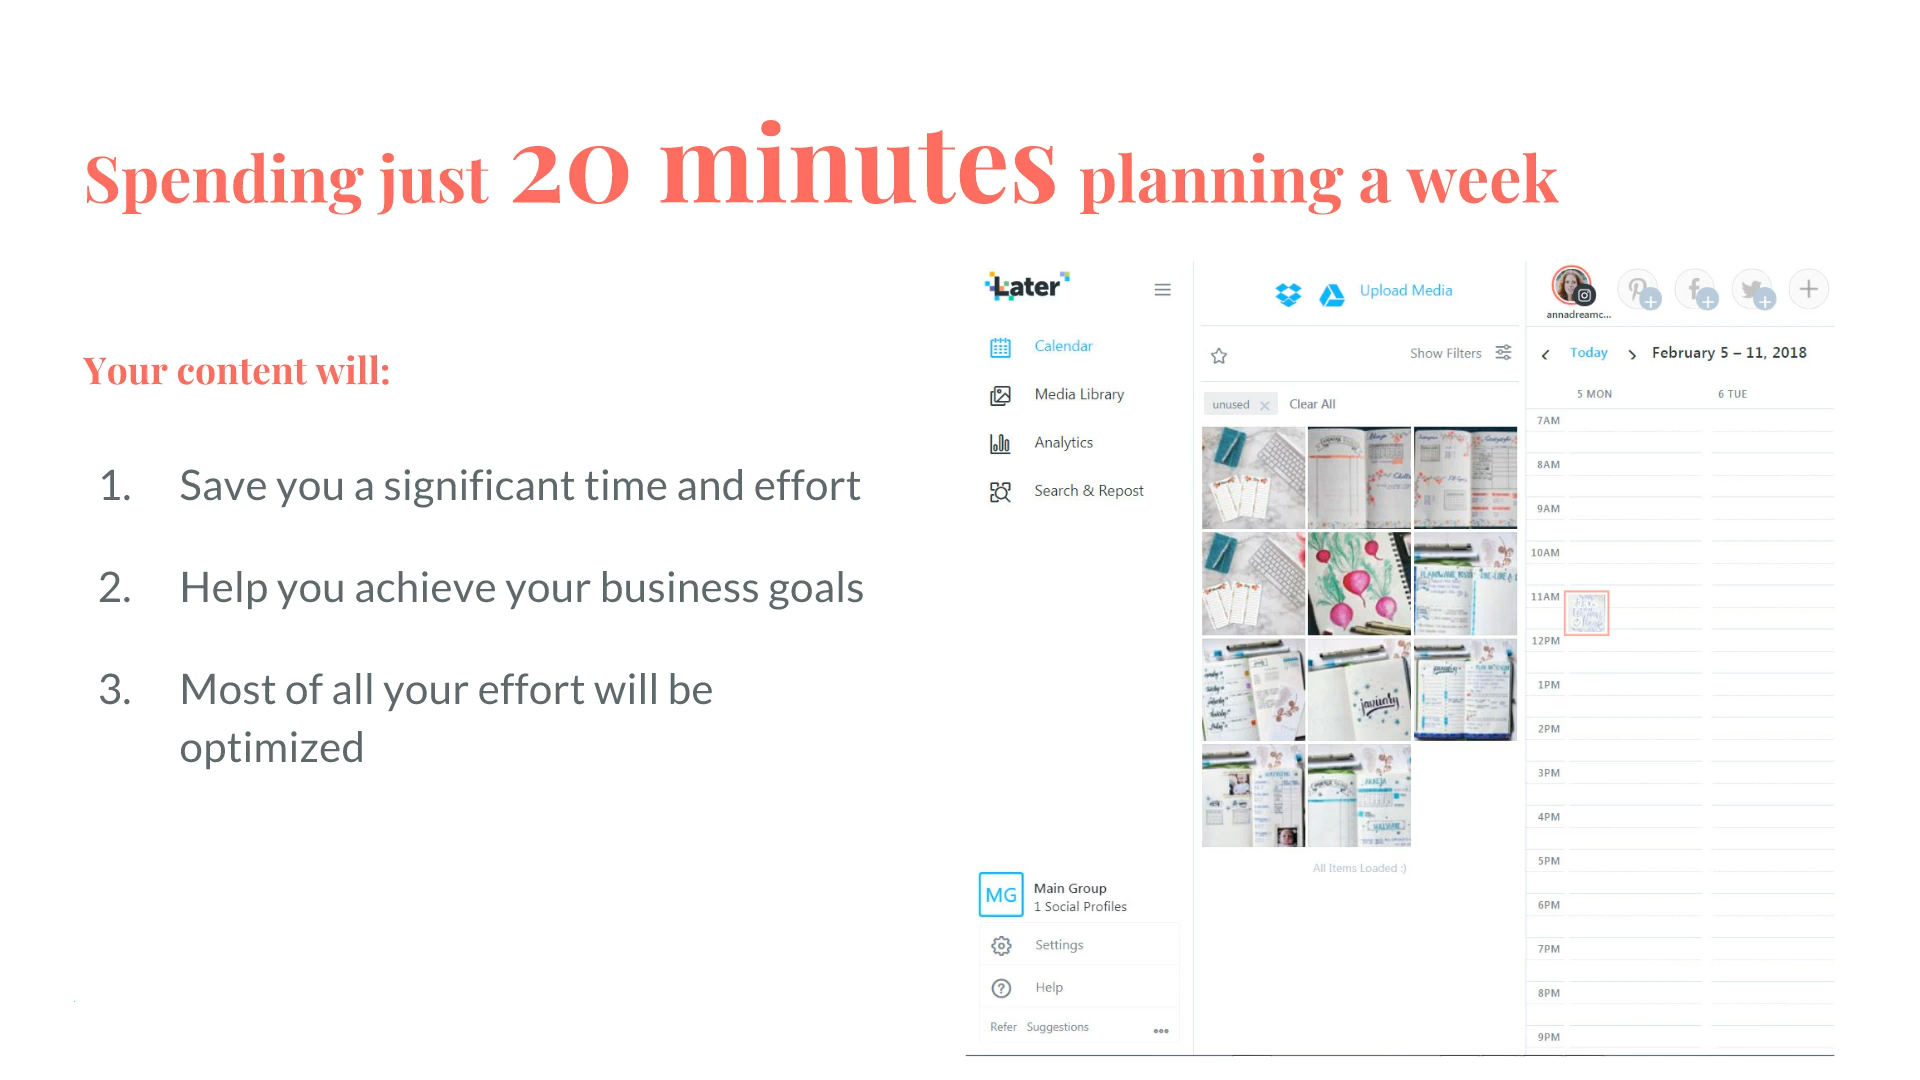 Spending just 20 minutes planning a week
Your content will:
1. Save you a significant time and effort
2. Help you achieve your business goals
3. Most of all your effort will be
optimized
Later
Calendar
Media Library
Analytics
Search & Repost
MG
Main Group
1 Social Profiles
Settings
Help
Refer Suggestions
Upload Media
Show Filters
unused Clear All
january
All Items Loaded :)
annadreamc...
Today February 5 – 11, 2018
5 MON 6 TUE
7AM
8AM
9AM
10AM
11AM
12PM
1PM
2PM
3PM
4PM
5PM
6PM
7PM
8PM
9PM